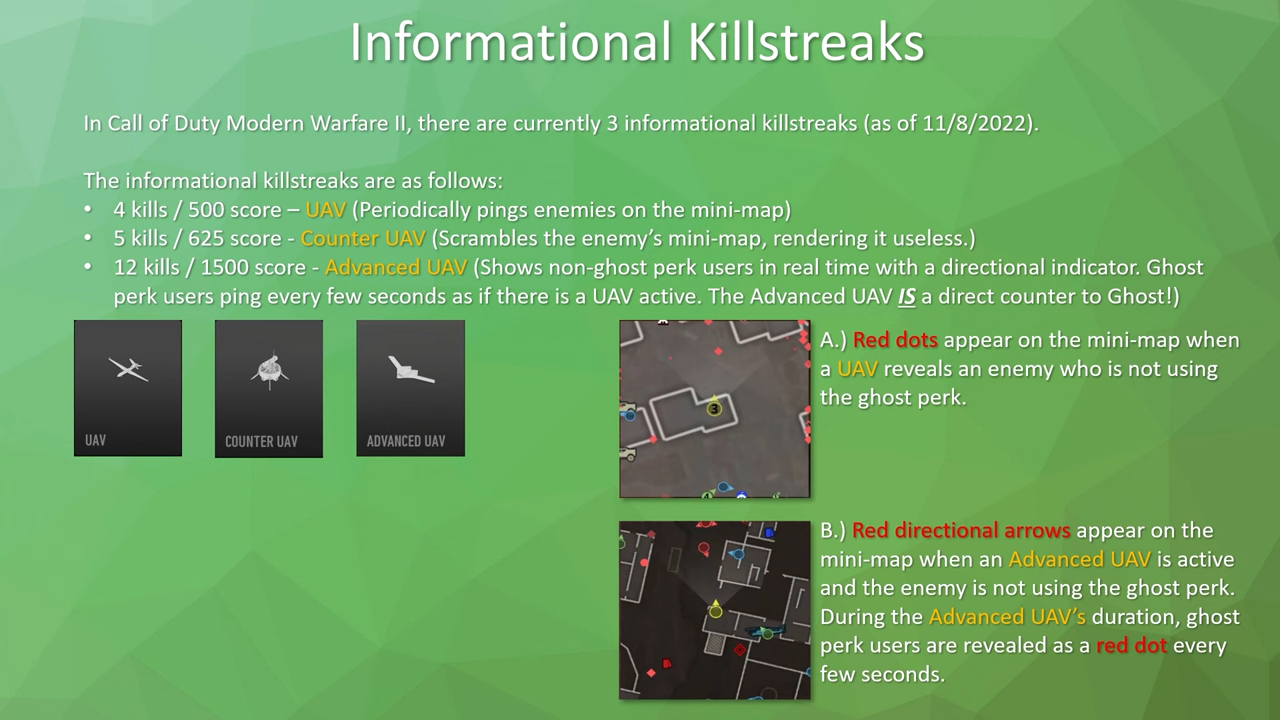 Informational Killstreaks
In Call of Duty Modern Warfare II, there are currently 3 informational killstreaks (as of 11/8/2022).
The informational killstreaks are as follows:
• 4 kills / 500 score – UAV (Periodically pings enemies on the mini-map)
• 5 kills / 625 score - Counter UAV (Scrambles the enemy’s mini-map, rendering it useless.)
• 12 kills / 1500 score - Advanced UAV (Shows non-ghost perk users in real time with a directional indicator. Ghost
perk users ping every few seconds as if there is a UAV active. The Advanced UAV IS a direct counter to Ghost!)
UAV
COUNTER UAV
ADVANCED UAV
3
A.) Red dots appear on the mini-map when
a UAV reveals an enemy who is not using
the ghost perk.
B.) Red directional arrows appear on the
mini-map when an Advanced UAV is active
and the enemy is not using the ghost perk.
During the Advanced UAV’s duration, ghost
perk users are revealed as a red dot every
few seconds.